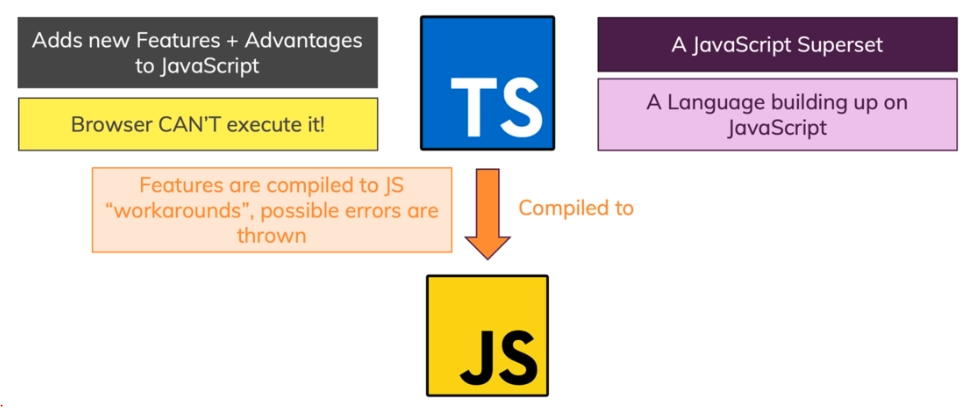 Adds new Features + Advantages
to JavaScript
Browser CAN'T execute it!
TS
A JavaScript Superset
A Language building up on
JavaScript
Features are compiled to JS
“workarounds”, possible errors are
thrown
Compiled to
JS